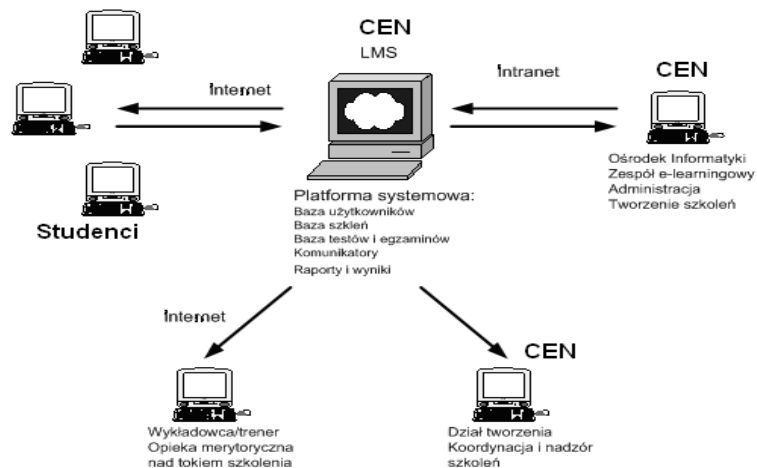 CEN
LMS
Internet
Intranet
CEN
Ośrodek Informatyki
Zespół e-learningowy
Administracja
Tworzenie szkoleń
Studenci
Platforma systemowa:
Baza użytkowników
Baza szkleń
Baza testów i egzaminów
Komunikatory
Raporty i wyniki
Internet
CEN
Wykładowca/trener
Opieka merytoryczna
nad tokiem szkolenia
Dział tworzenia
Koordynacja i nadzór
szkoleń